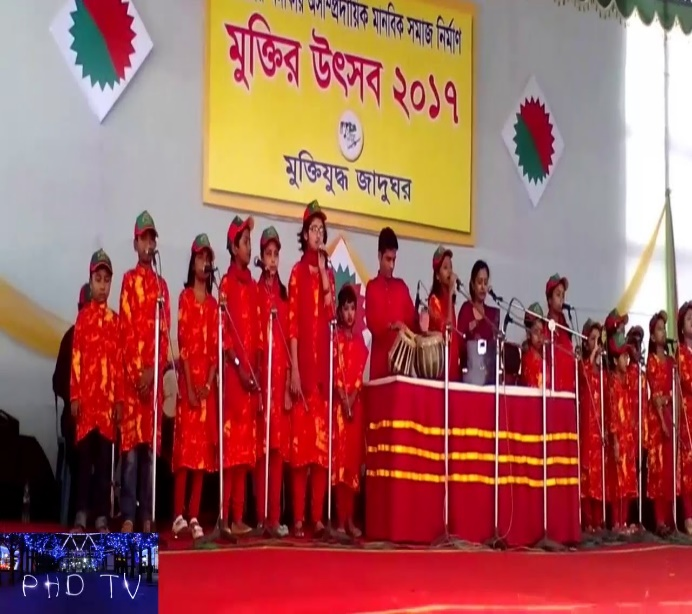 অসাম্প্রদায়িক মানবিক সমাজ নির্মাণ
মুক্তির উৎসব ২০১৭
মুক্তিযুদ্ধ জাদুঘর
PHD TV